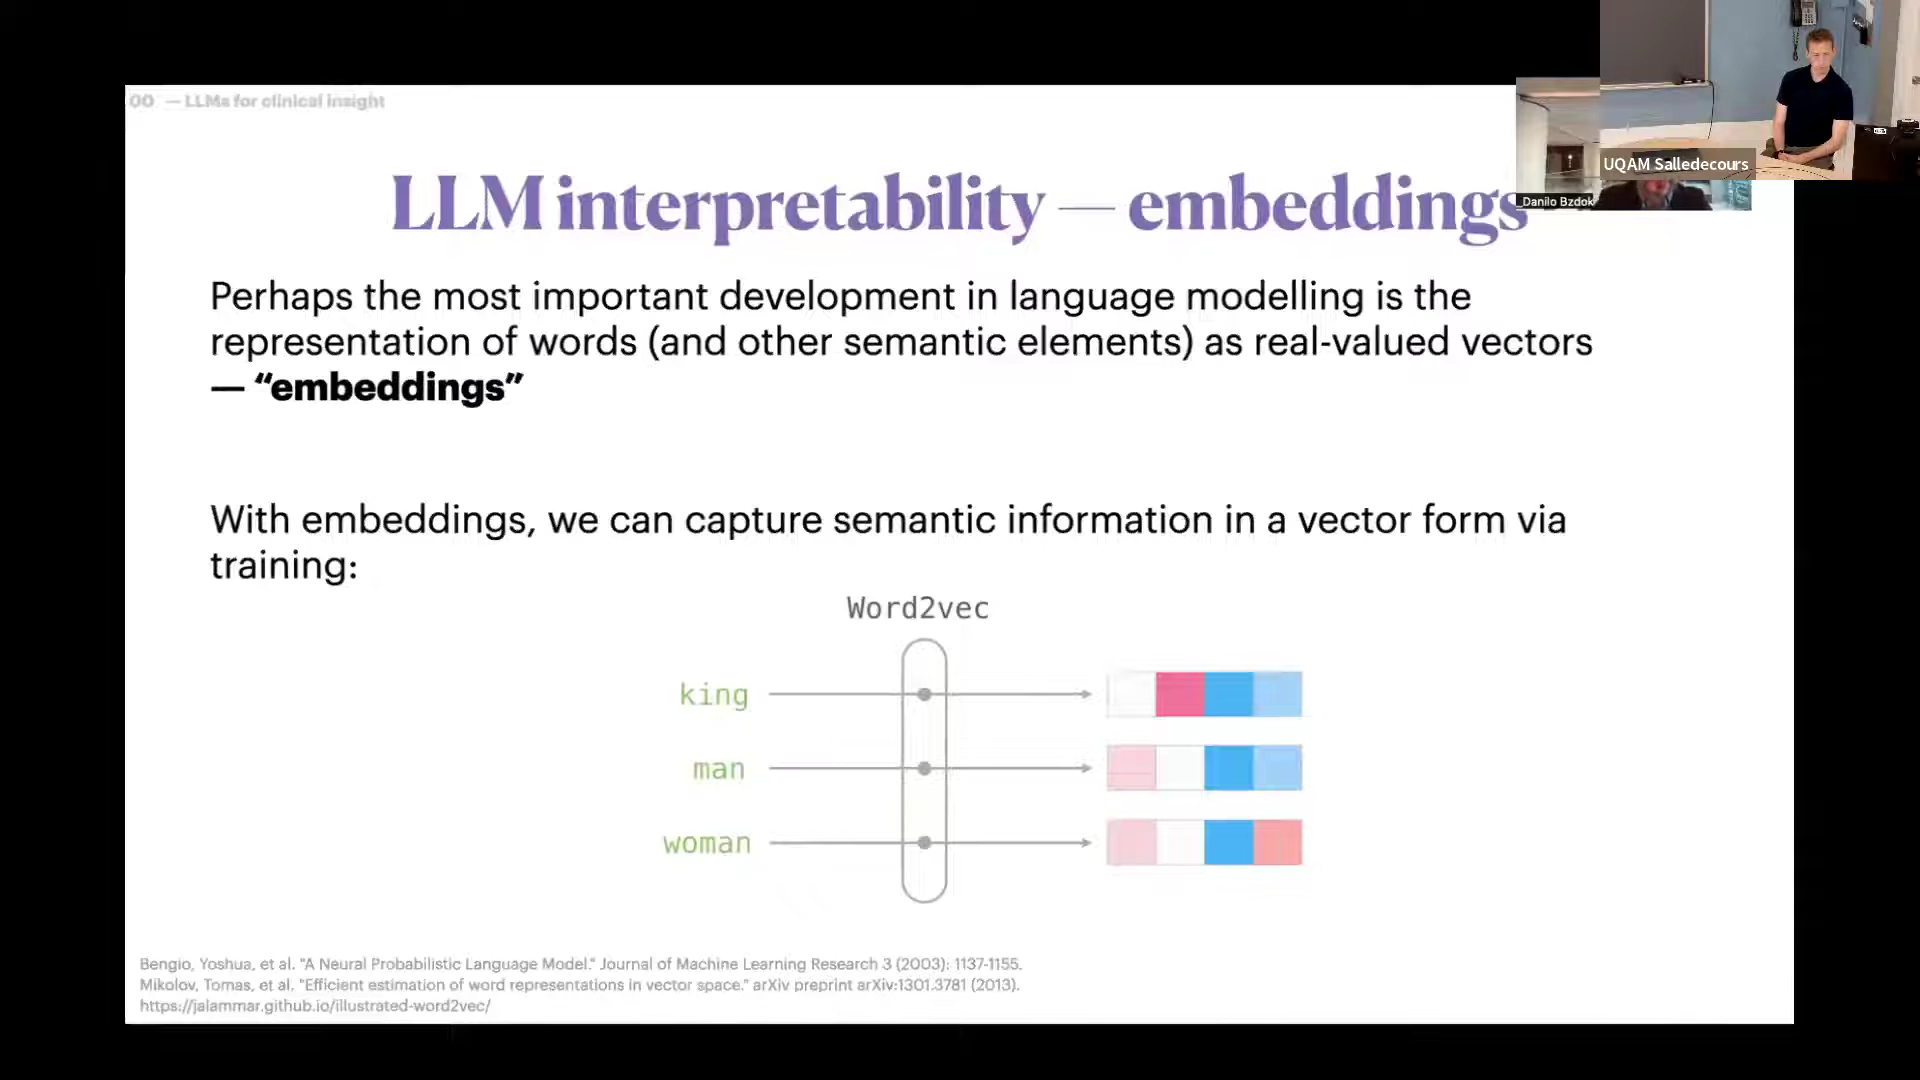 00 — LLMs for clinical insight
LLM interpretability — embeddings
Perhaps the most important development in language modelling is the
representation of words (and other semantic elements) as real-valued vectors
— “embeddings”
With embeddings, we can capture semantic information in a vector form via
training:
Word2vec
king
man
woman
Bengio, Yoshua, et al. "A Neural Probabilistic Language Model." Journal of Machine Learning Research 3 (2003): 1137-1155.
Mikolov, Tomas, et al. "Efficient estimation of word representations in vector space." arXiv preprint arXiv:1301.3781 (2013).
https://jalammar.github.io/illustrated-word2vec/
UQAM Salledecours
_Danilo Bzdok